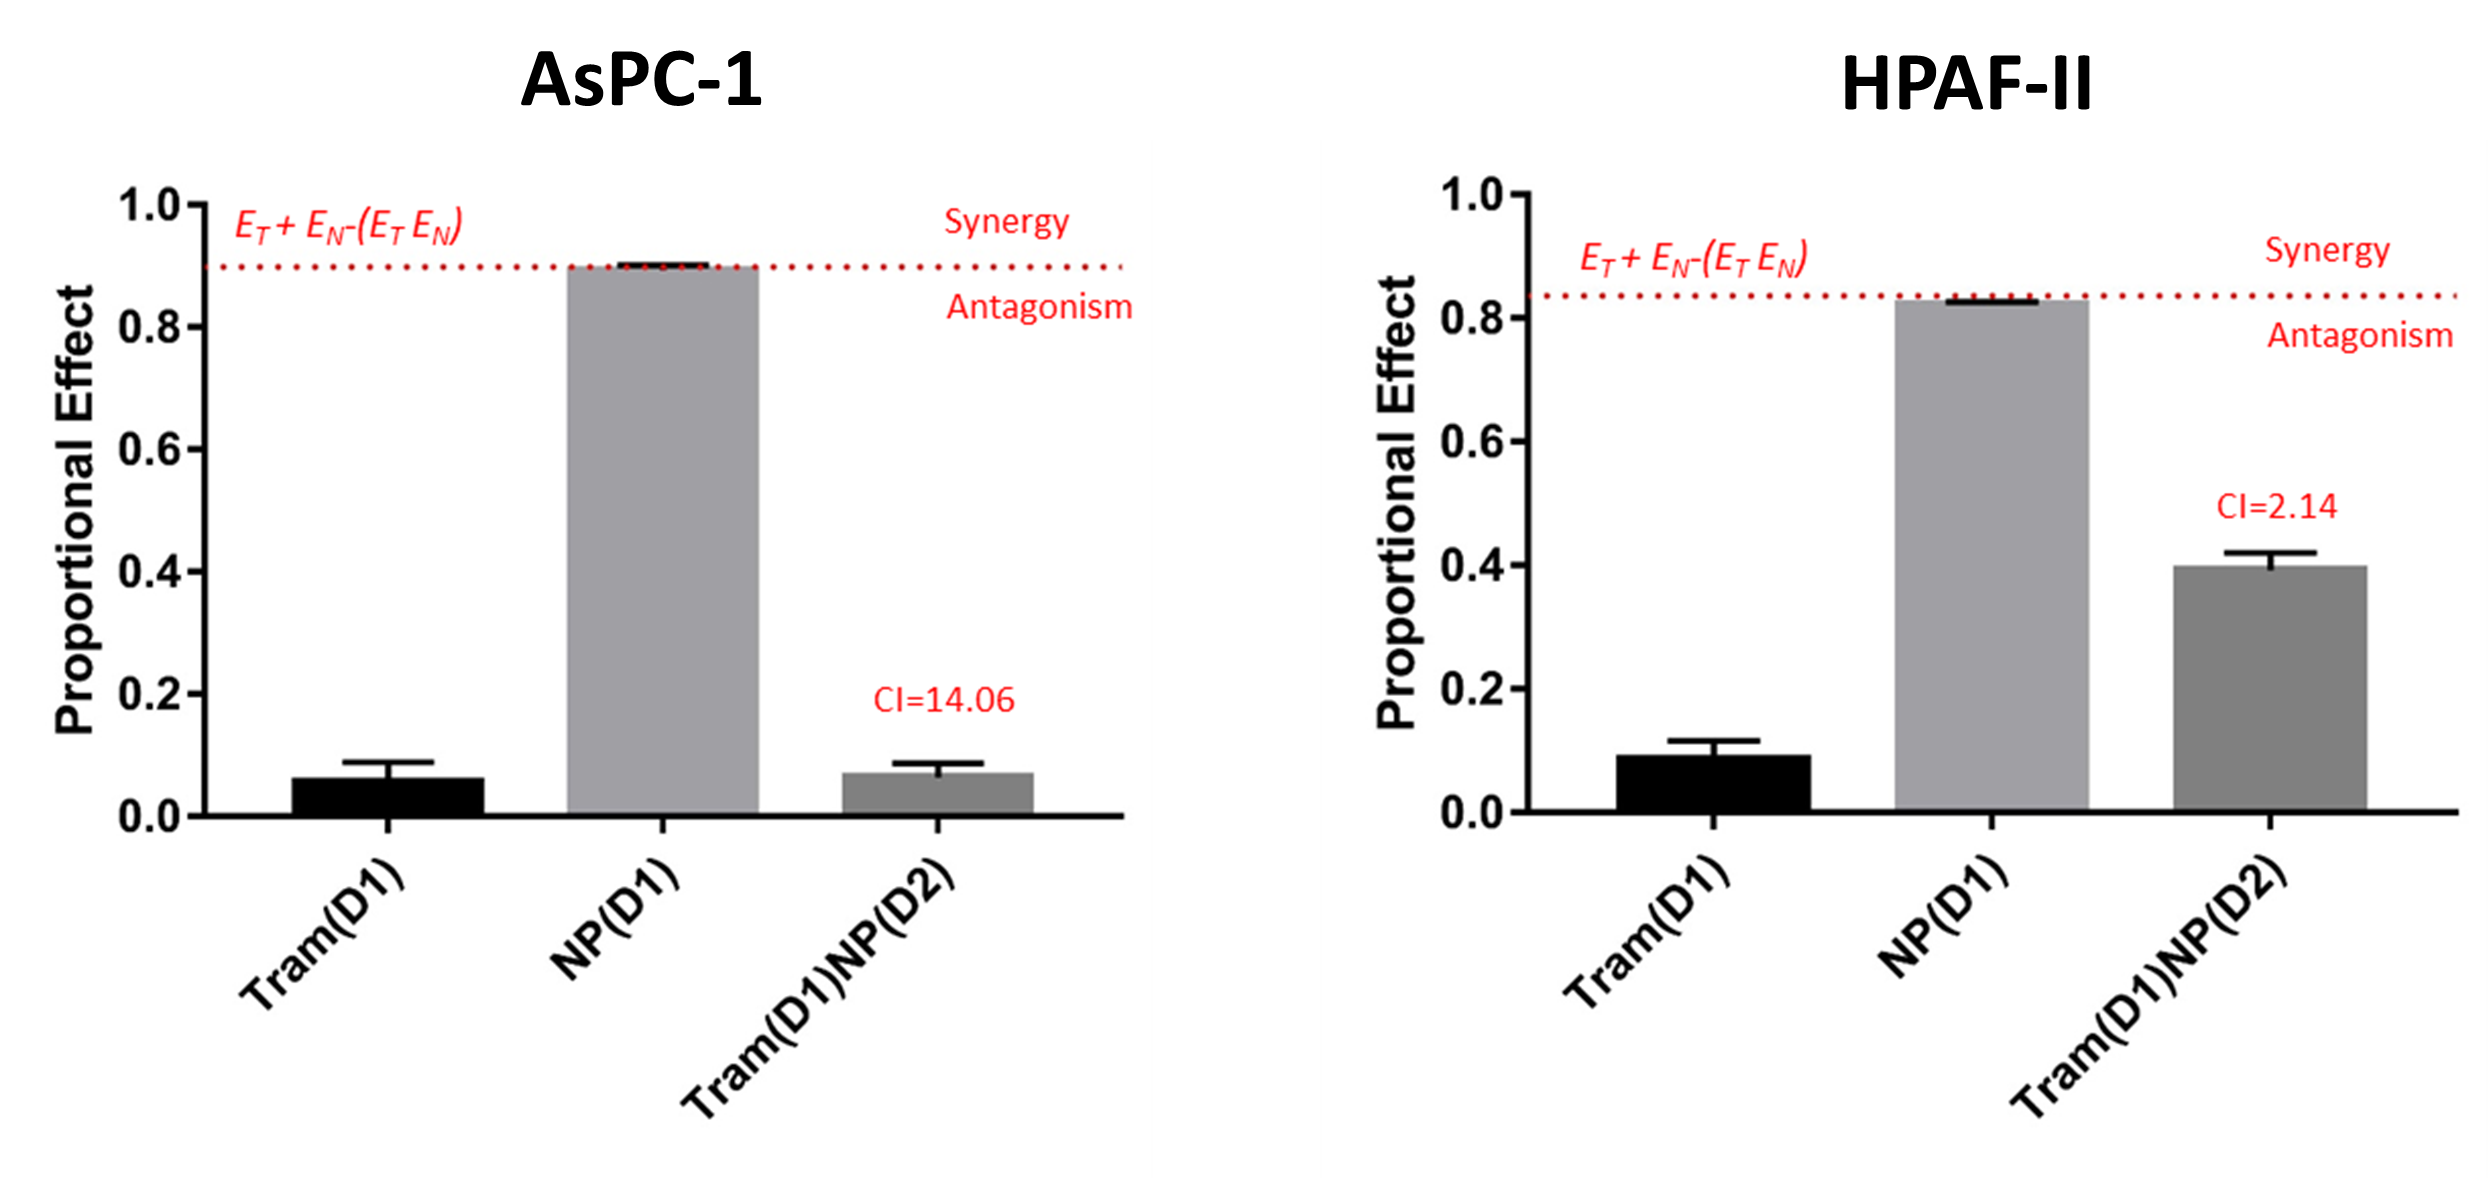 AsPC-1
Proportional Effect
1.0
0.8
0.6
0.4
0.2
0.0
E_T + E_N-(E_T E_N)
Synergy
Antagonism
CI=14.06
Tram(D1)
NP(D1)
Tram(D1)NP(D2)
HPAF-II
Proportional Effect
1.0
0.8
0.6
0.4
0.2
0.0
E_T + E_N-(E_T E_N)
Synergy
Antagonism
CI=2.14
Tram(D1)
NP(D1)
Tram(D1)NP(D2)